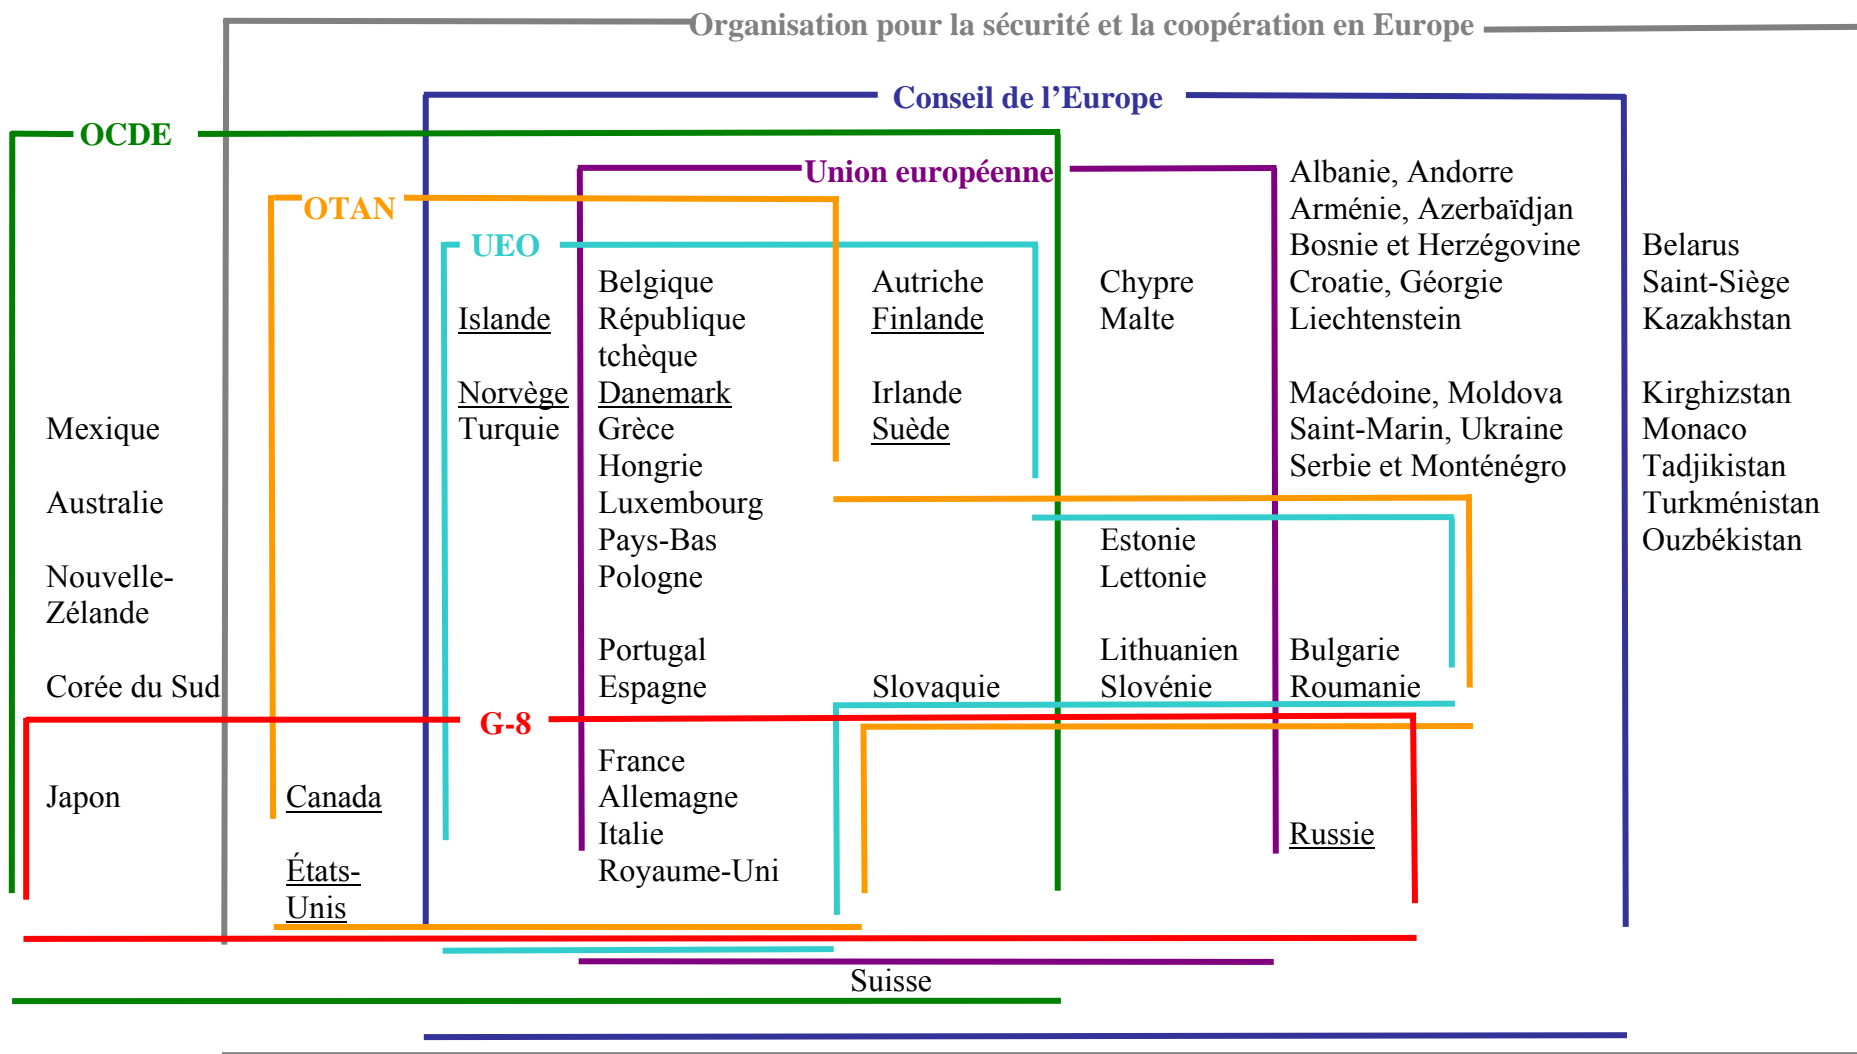 Organisation pour la sécurité et la coopération en Europe
Conseil de l’Europe
OCDE
Union européenne
OTAN
UEO
Mexique
Australie
Nouvelle-
Zélande
Corée du Sud
Japon
Canada
États-
Unis
Islande
Norvège
Turquie
G-8
Belgique
République
tchèque
Danemark
Grèce
Hongrie
Luxembourg
Pays-Bas
Pologne
Portugal
Espagne
France
Allemagne
Italie
Royaume-Uni
Autriche
Finlande
Irlande
Suède
Slovaquie
Suisse
Chypre
Malte
Estonie
Lettonie
Lithuanien
Slovénie
Albanie, Andorre
Arménie, Azerbaïdjan
Bosnie et Herzégovine
Croatie, Géorgie
Liechtenstein
Macédoine, Moldova
Saint-Marin, Ukraine
Serbie et Monténégro
Bulgarie
Roumanie
Russie
Belarus
Saint-Siège
Kazakhstan
Kirghizstan
Monaco
Tadjikistan
Turkménistan
Ouzbékistan